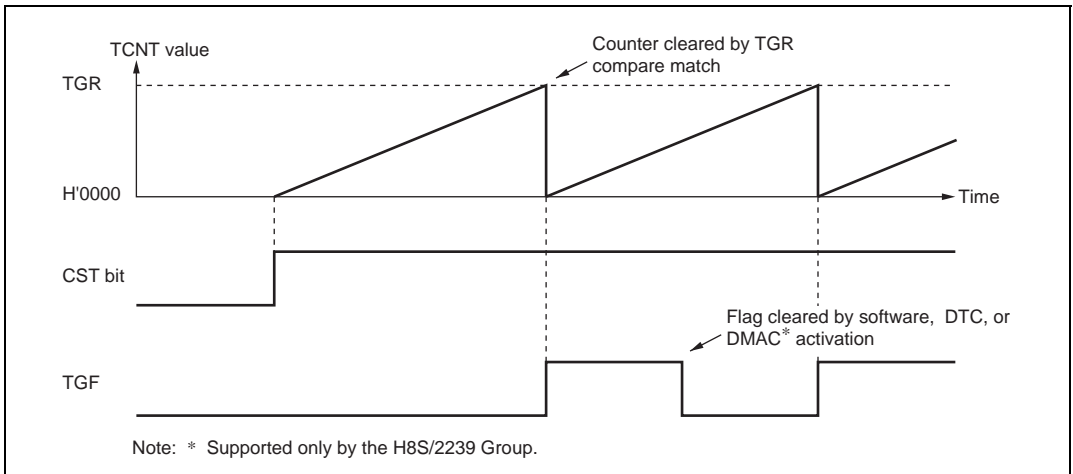 TCNT value
Counter cleared by TGR
compare match
TGR
H'0000
Time
CST bit
Flag cleared by software, DTC, or
DMAC* activation
TGF
Note: * Supported only by the H8S/2239 Group.